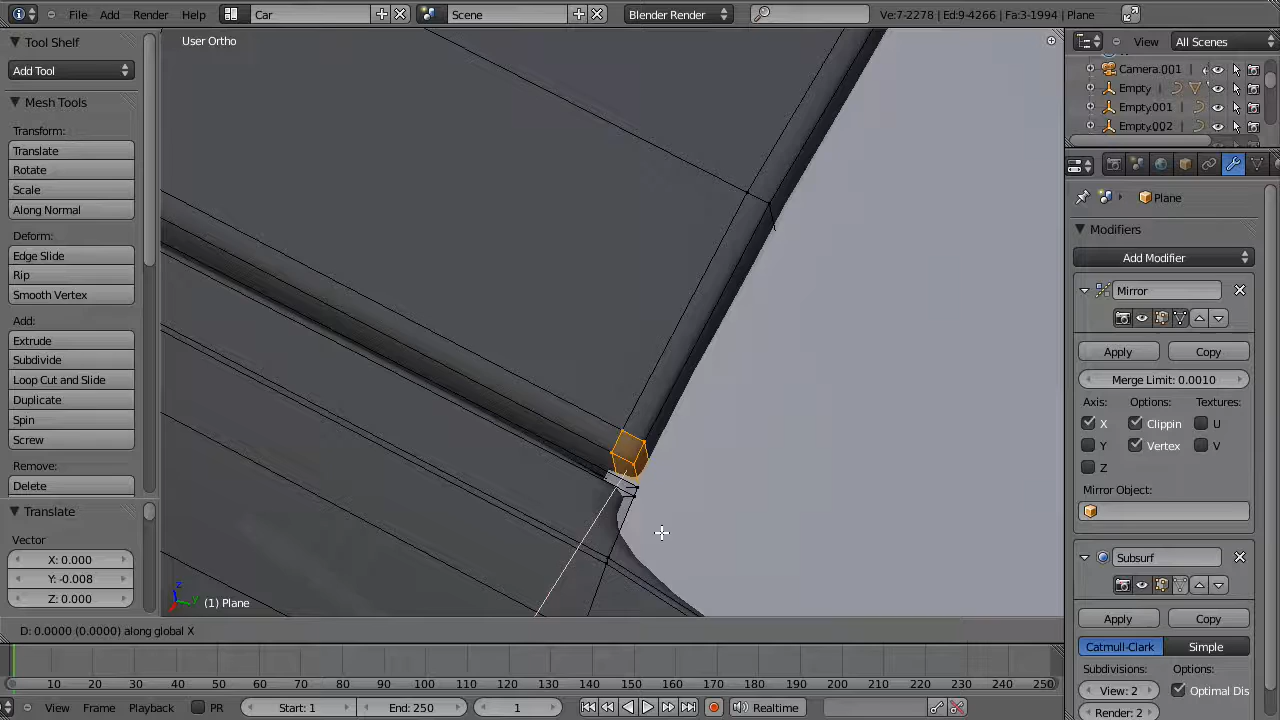 File Add Render Help Car Scene Blender Render Ve:7-2278 | Ed:9-4266 | Fa:3-1994 | Plane
Tool Shelf
Add Tool
Mesh Tools
Transform:
Translate
Rotate
Scale
Along Normal
Deform:
Edge Slide
Rip
Smooth Vertex
Add:
Extrude
Subdivide
Loop Cut and Slide
Duplicate
Spin
Screw
Remove:
Delete
Translate
Vector
X: 0.000
Y: -0.008
Z: 0.000
User Ortho
z
y
(1) Plane
D: 0.0000 (0.0000) along global X
10 20 30 40 50 60 70 80 90 100 110 120 130 140 150 160 170 180 190 200 210 220 230 240 250
View Frame Playback PR Start: 1 End: 250 1 Realtime
View All Scenes
Camera.001
Empty
Empty.001
Empty.002
Plane
Modifiers
Add Modifier
Mirror
Apply Copy
Merge Limit: 0.0010
Axis: Options: Textures:
X Clippin U
Y Vertex V
Z
Mirror Object:
Subsurf
Apply Copy
Catmull-Clark Simple
Subdivisions: Options:
View: 2 Optimal Dis
Render: 2